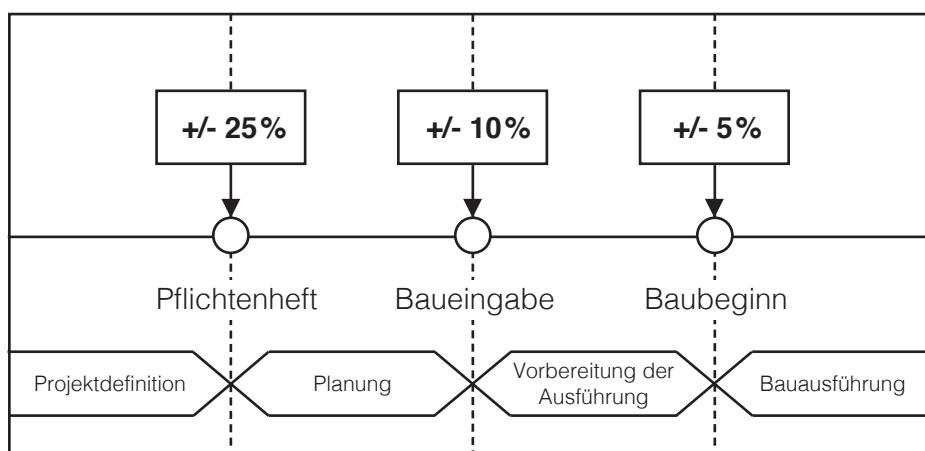 +/- 25%
+/- 10%
+/- 5%
Pflichtenheft
Baueingabe
Baubeginn
Projektdefinition
Planung
Vorbereitung der
Ausführung
Bauausführung